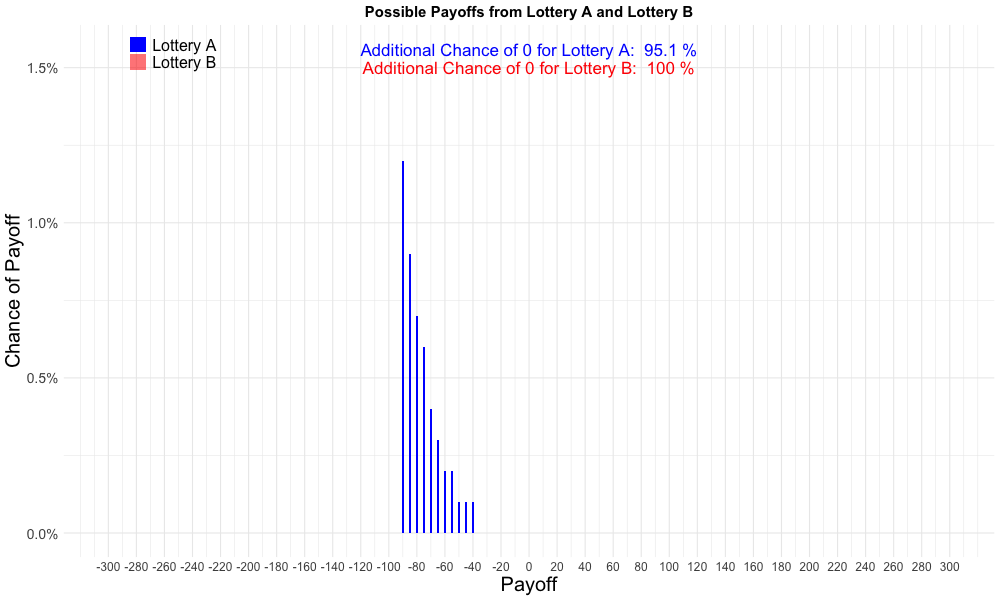 Possible Payoffs from Lottery A and Lottery B
Lottery A
Lottery B
Additional Chance of 0 for Lottery A:  95.1 %
Additional Chance of 0 for Lottery B:  100 %
Chance of Payoff
1.5%
1.0%
0.5%
0.0%
-300 -280 -260 -240 -220 -200 -180 -160 -140 -120 -100 -80 -60 -40 -20 0 20 40 60 80 100 120 140 160 180 200 220 240 260 280 300
Payoff